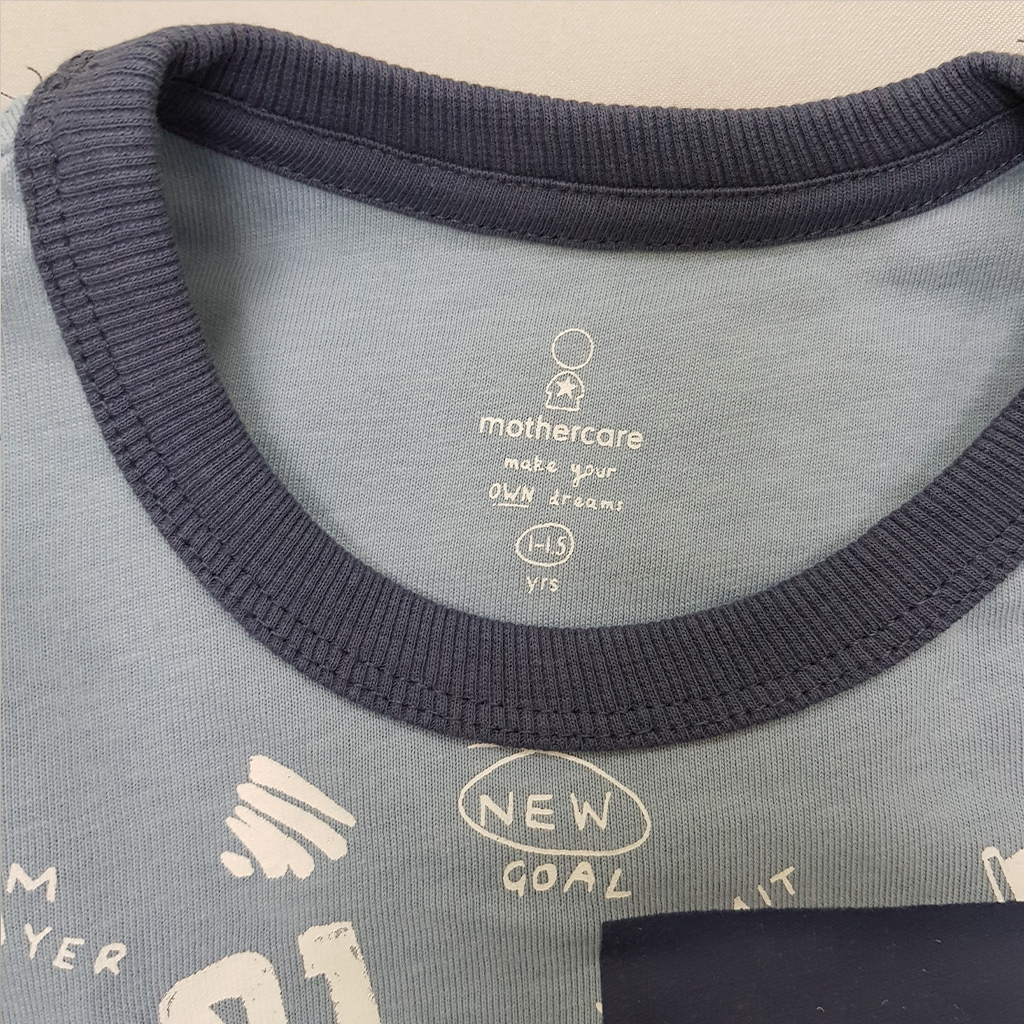 mothercare
make your
OWN dreams
1-1.5
yrs
NEW
GOAL